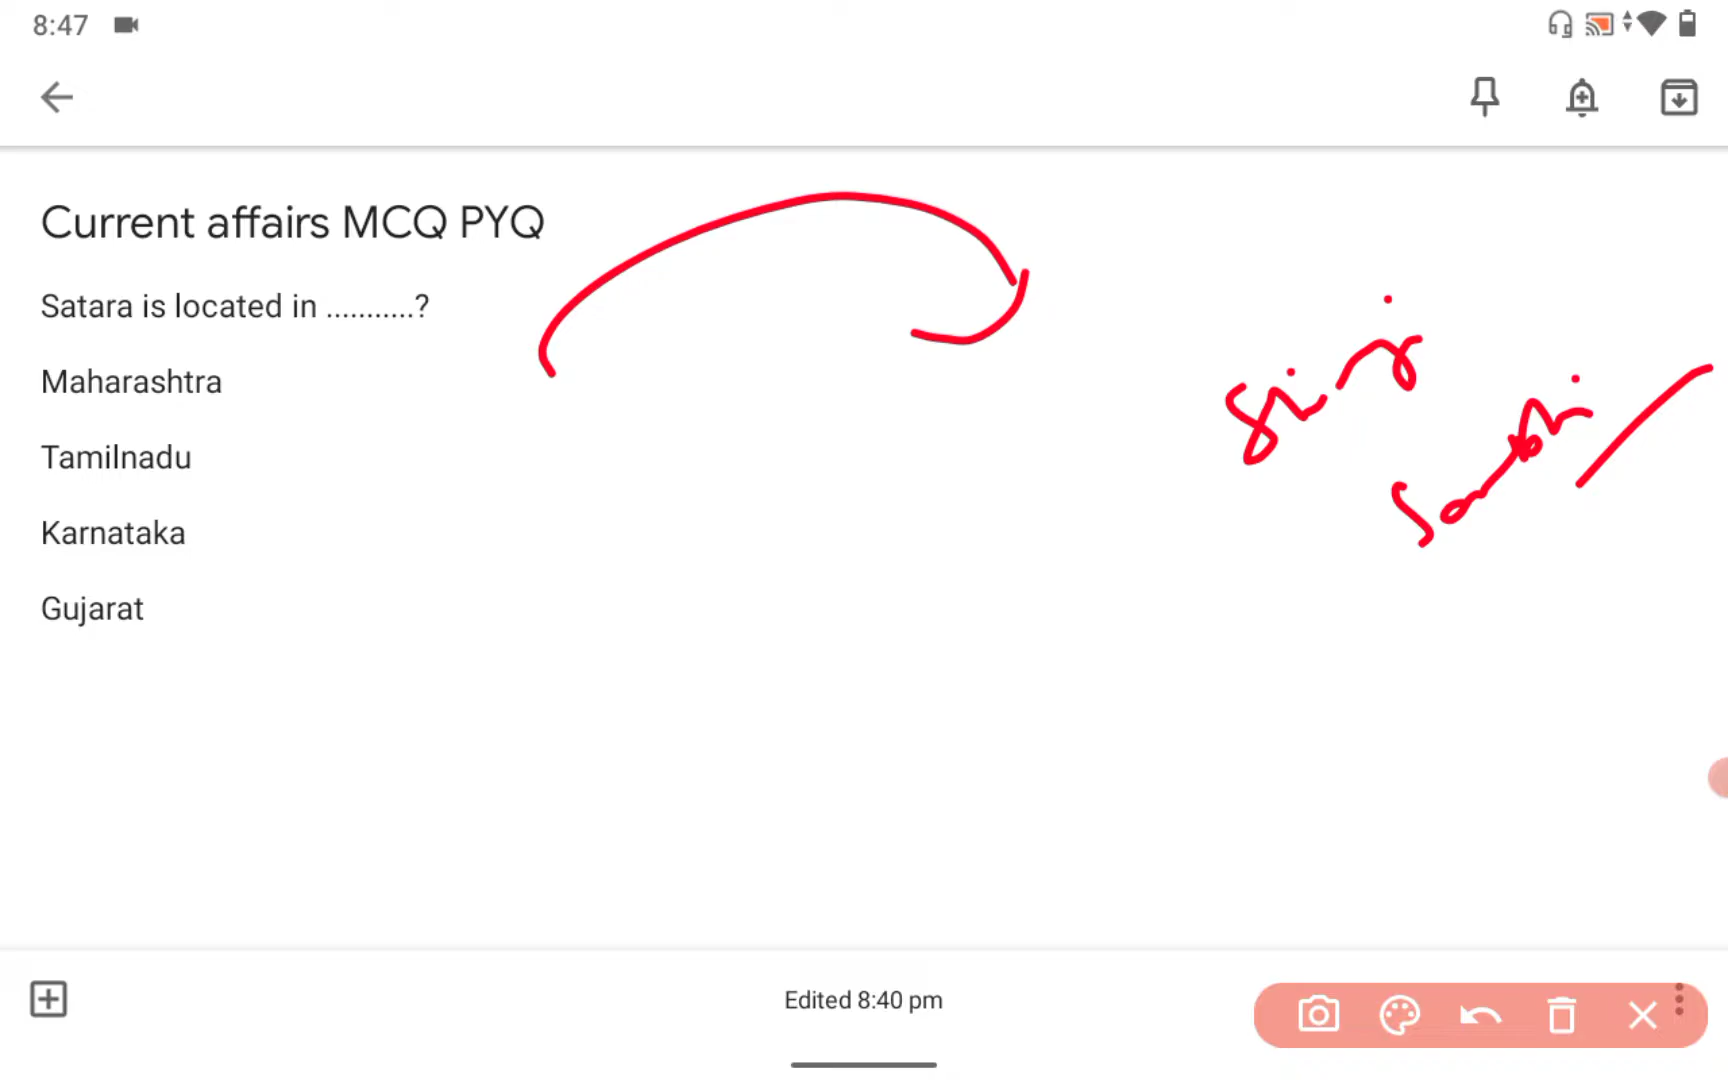 8:47
Current affairs MCQ PYQ
Satara is located in ...........?
Maharashtra
Tamilnadu
Karnataka
Gujarat
Edited 8:40 pm